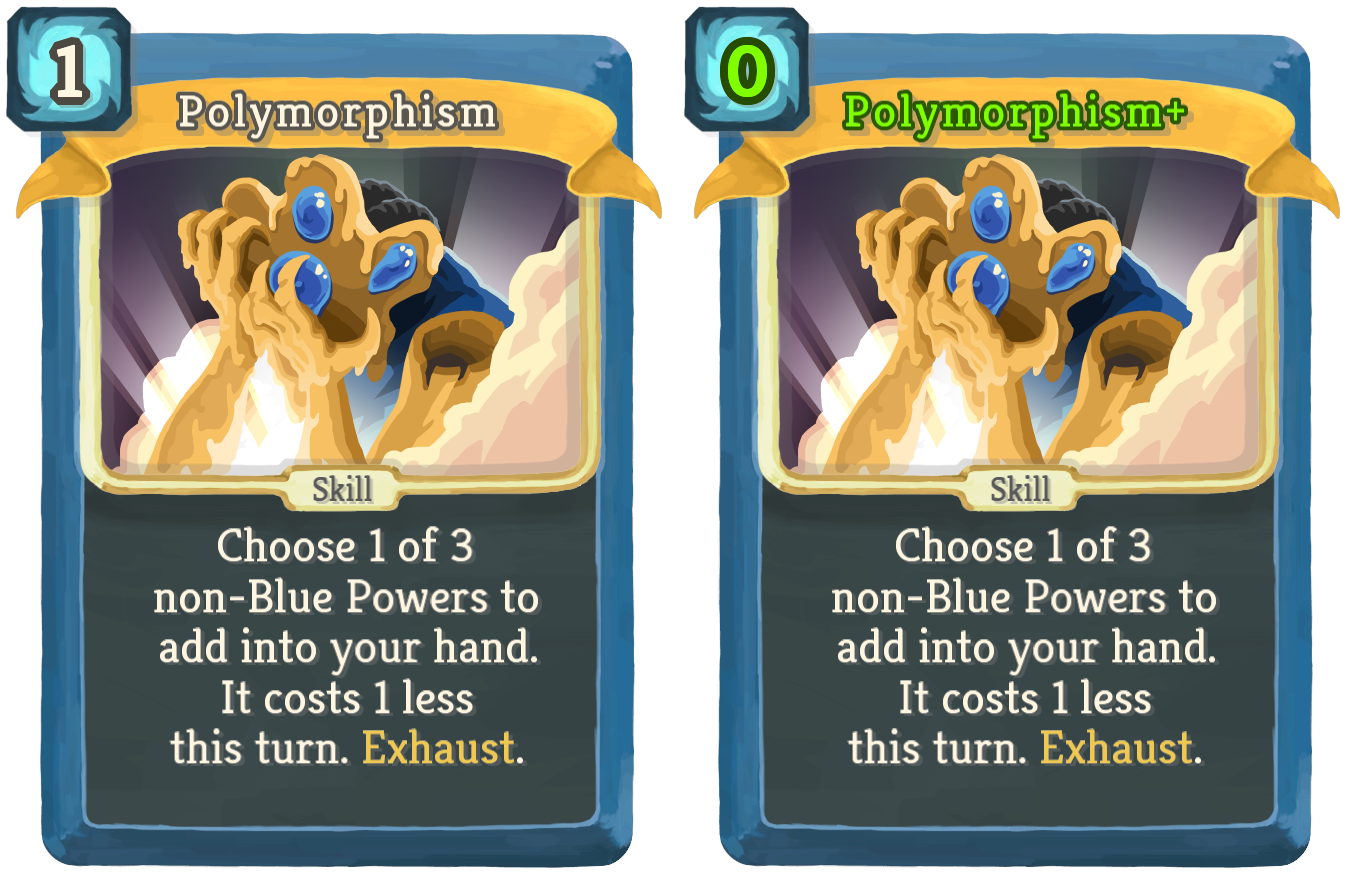 1
Polymorphism
Skill
Choose 1 of 3
non-Blue Powers to
add into your hand.
It costs 1 less
this turn. Exhaust.
0
Polymorphism+
Skill
Choose 1 of 3
non-Blue Powers to
add into your hand.
It costs 1 less
this turn. Exhaust.